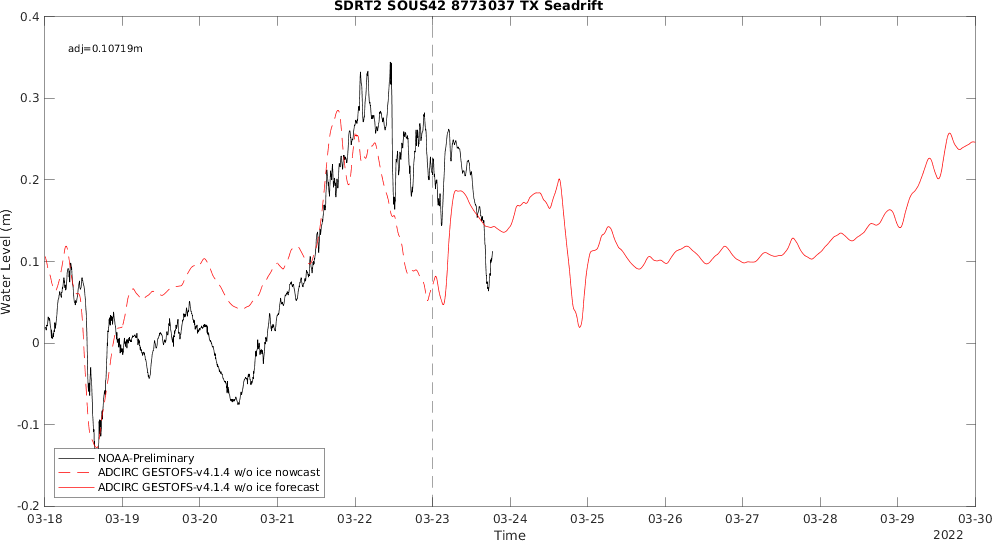 SDRT2 SOUS42 8773037 TX Seadrift
adj=0.10719m
0.4
0.3
0.2
0.1
0
-0.1
-0.2
Water Level (m)
NOAA-Preliminary
ADCIRC GESTOFS-v4.1.4 w/o ice nowcast
ADCIRC GESTOFS-v4.1.4 w/o ice forecast
03-18 03-19 03-20 03-21 03-22 03-23 03-24 03-25 03-26 03-27 03-28 03-29 03-30
Time
2022